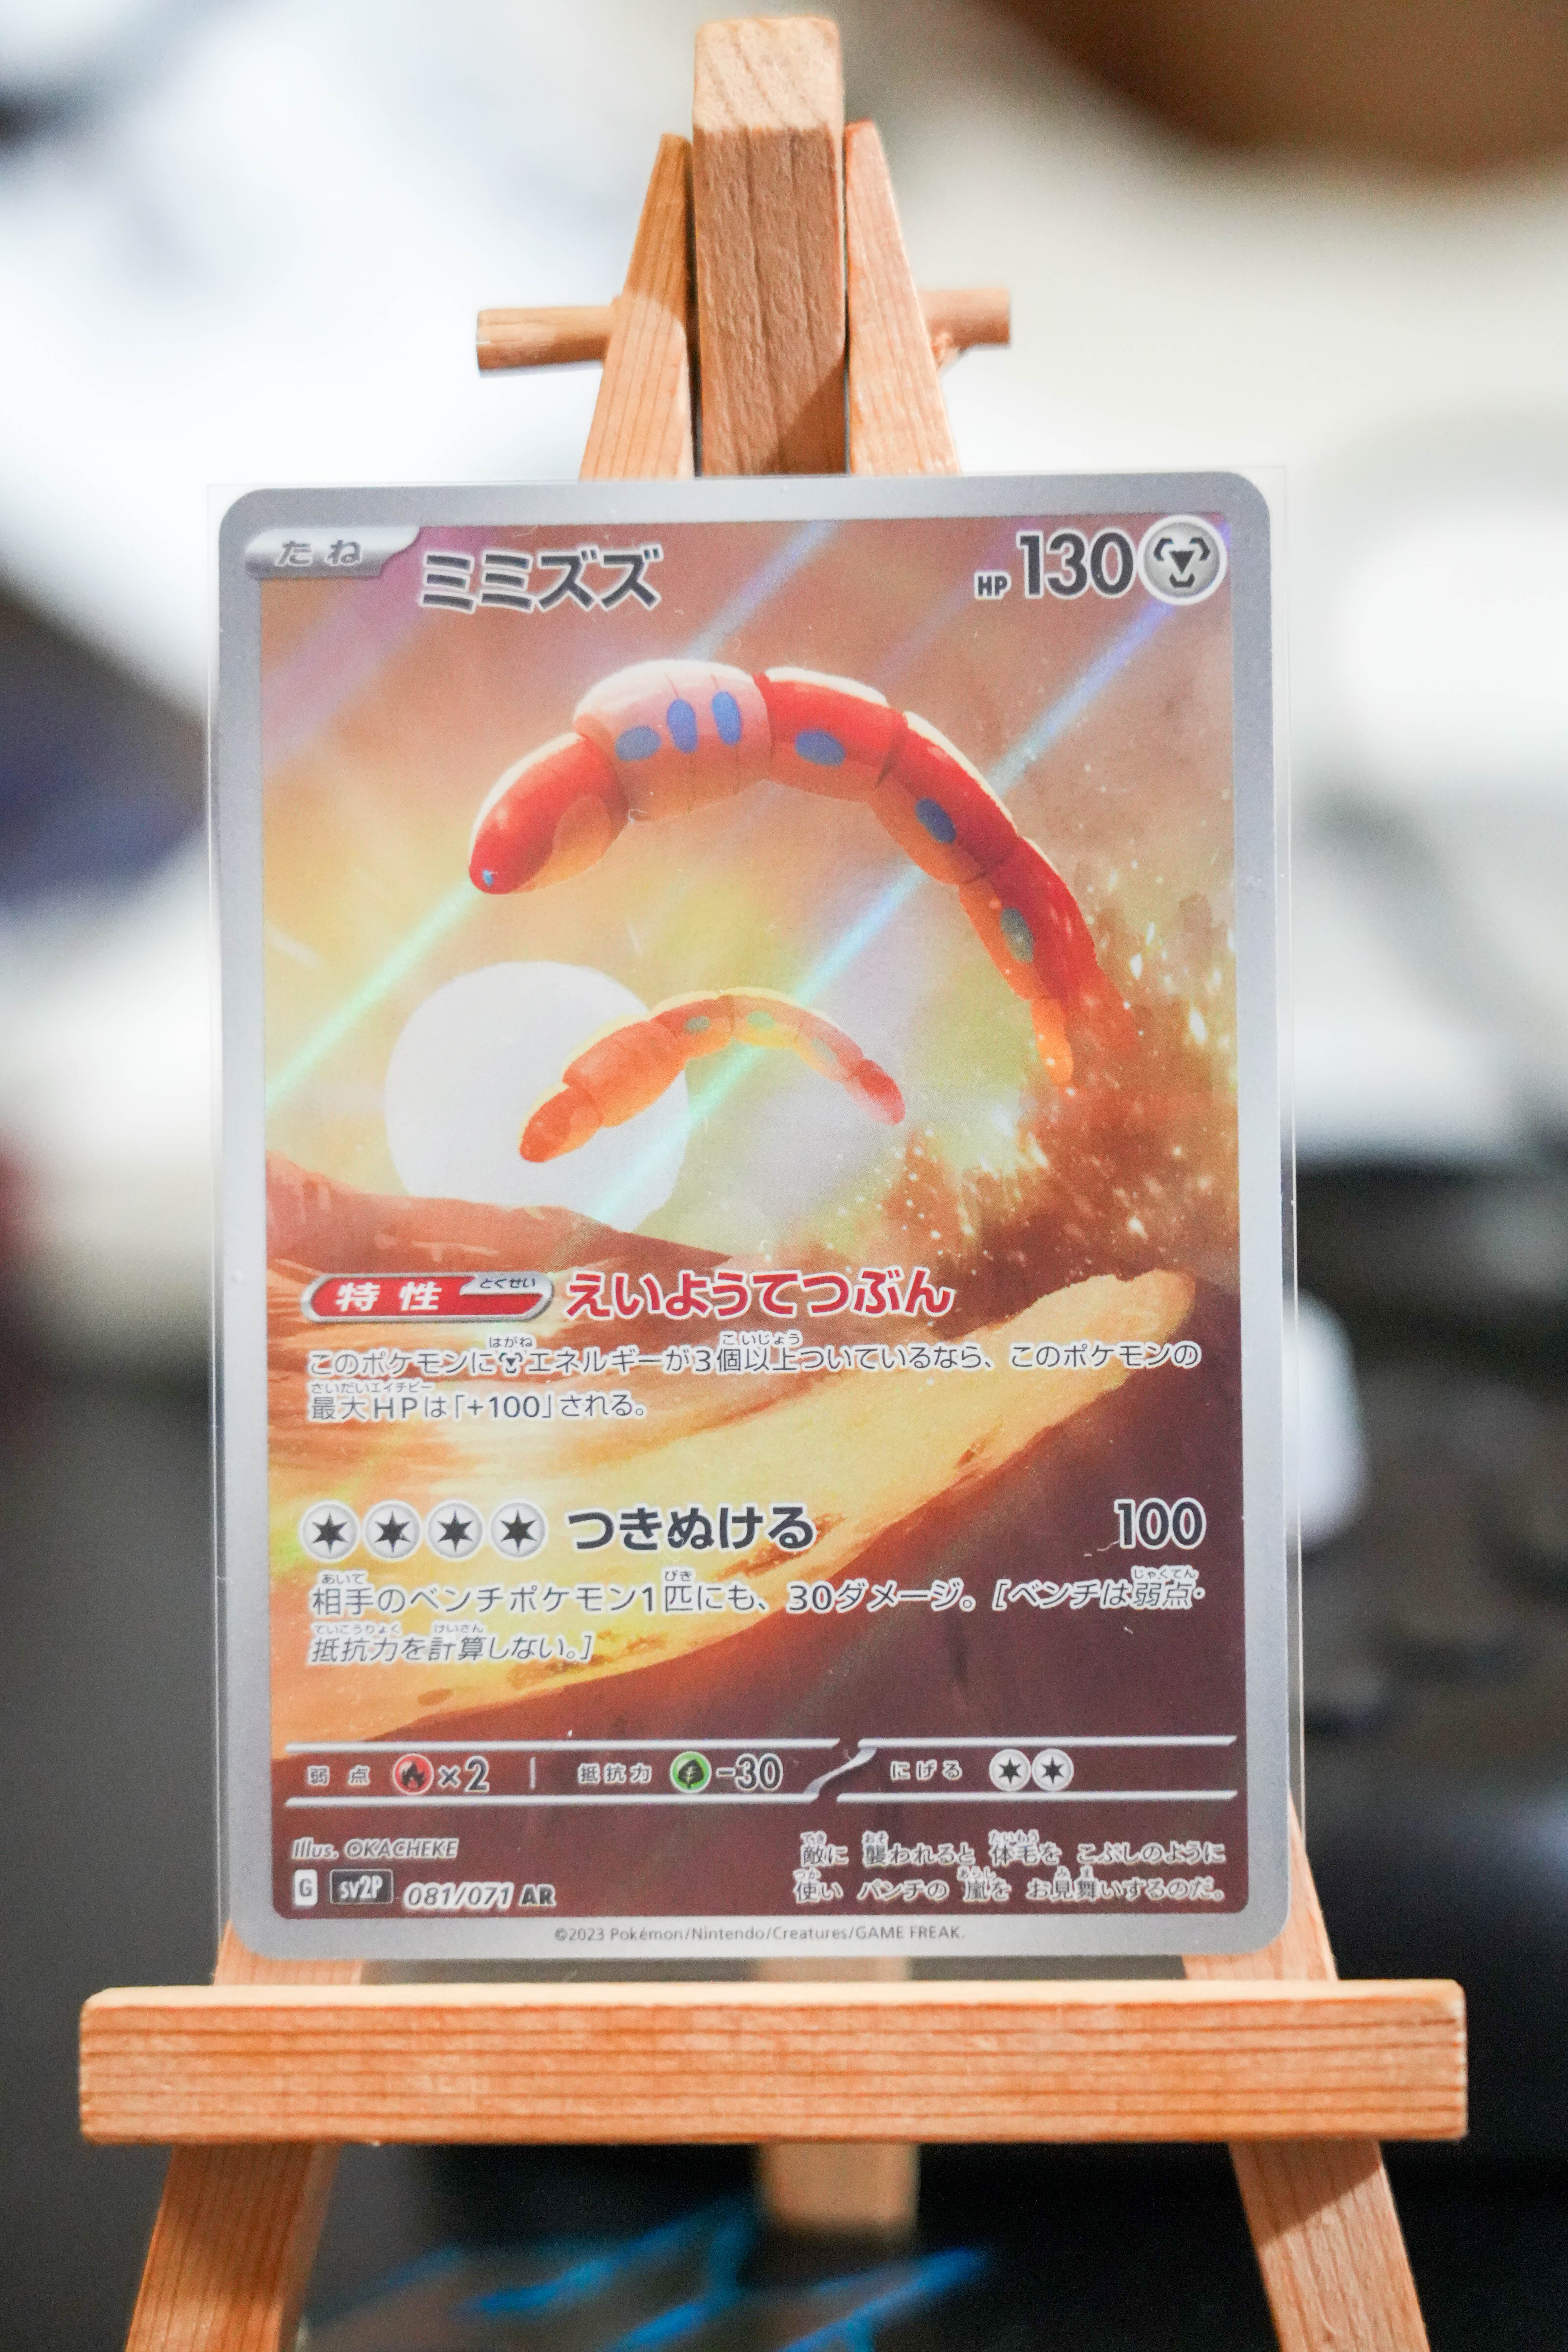 たね ミミズズ HP 130
特性 とくせい えいようてつぶん
はがね こいじょう
このポケモンにエネルギーが3個以上ついているなら、このポケモンの
さいだいエイチピー
最大HPは「+100」される。
つきぬける 100
あいて びき じゃくてん
相手のベンチポケモン1匹にも、30ダメージ。[ベンチは弱点・
ていこうりょく けいさん
抵抗力を計算しない。]
弱点 ×2 抵抗力 -30 にげる
Illus. OKACHEKE
てき おそ たいもう
敵に 襲われると 体毛を こぶしのように
G sv2P 081/071 AR
つか あらし みま
使い パンチの 嵐を お見舞いするのだ。
©2023 Pokémon/Nintendo/Creatures/GAME FREAK.